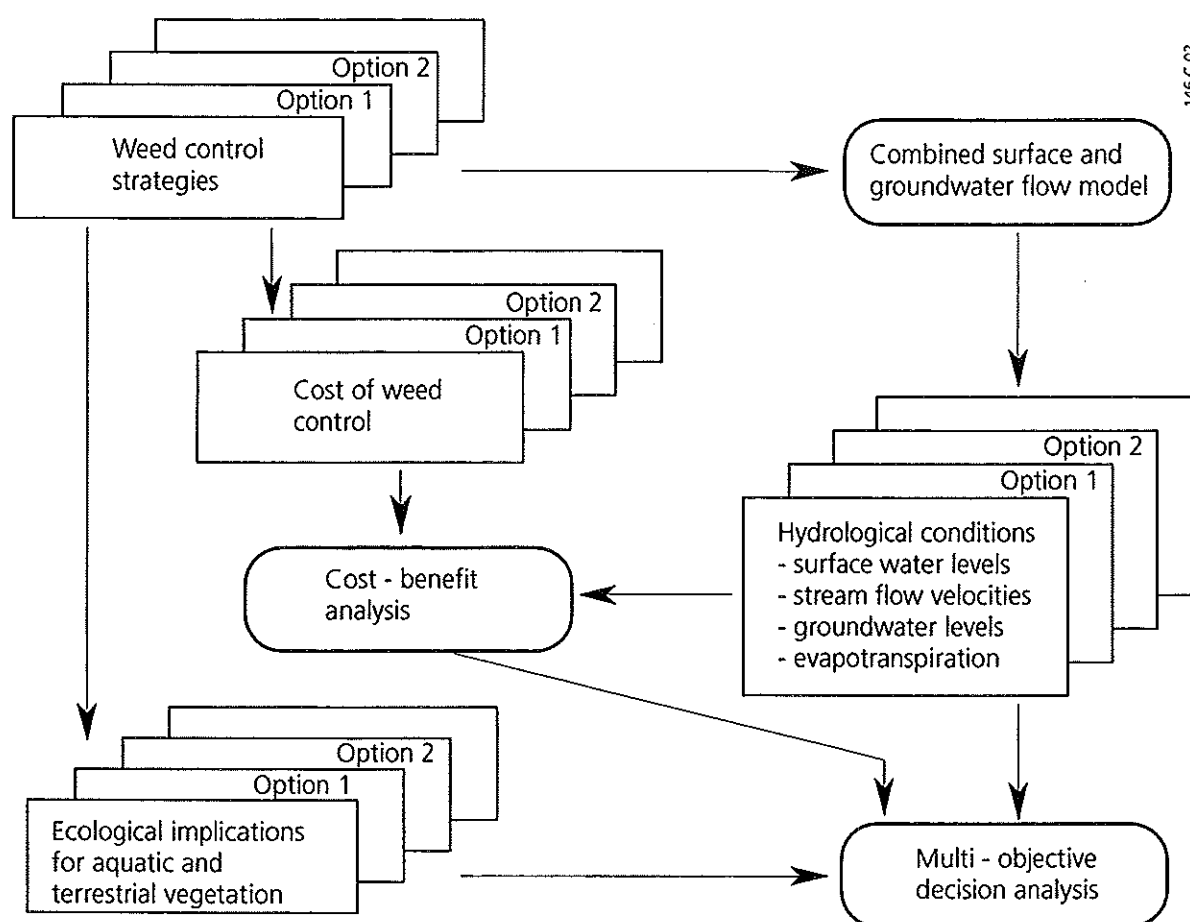 Option 2
Option 1
Weed control
strategies
Combined surface and
groundwater flow model
Option 2
Option 1
Cost of weed
control
Option 2
Option 1
Hydrological conditions
- surface water levels
- stream flow velocities
- groundwater levels
- evapotranspiration
Cost - benefit
analysis
Option 2
Option 1
Ecological implications
for aquatic and
terrestrial vegetation
Multi - objective
decision analysis